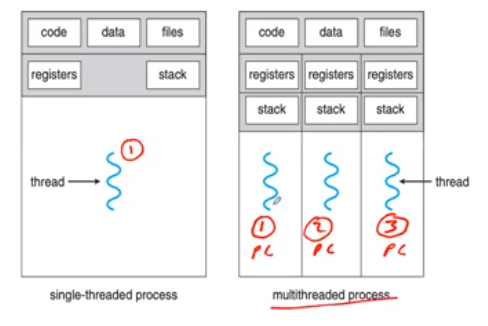 code data files
registers stack
thread
1
single-threaded process
code data files
registers registers registers
stack stack stack
thread
1 2 3
PC PC PC
multithreaded process